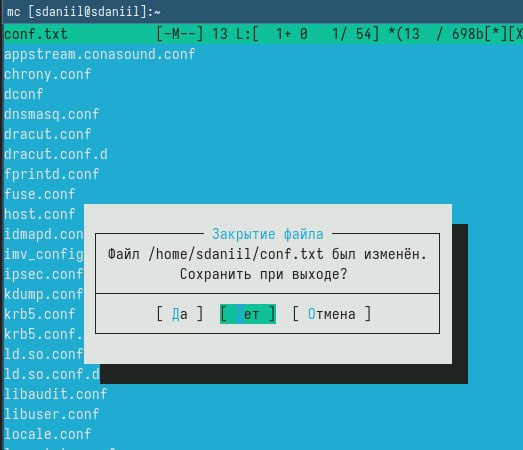 mc [sdaniil@sdaniil]:~
conf.txt [-M--] 13 L:[ 1+ 0 1/ 54] *(13 / 698b[*][X
appstream.conasound.conf
chrony.conf
dconf
dnsmasq.conf
dracut.conf
dracut.conf.d
fprintd.conf
fuse.conf
host.conf
idmapd.con
imv_config
ipsec.conf
kdump.conf
krb5.conf
krb5.conf.
ld.so.conf
ld.so.conf.d
Закрытие файла
Файл /home/sdaniil/conf.txt был изменён.
Сохранить при выходе?
[ Да ] [ Нет ] [ Отмена ]
libaudit.conf
libuser.conf
locale.conf